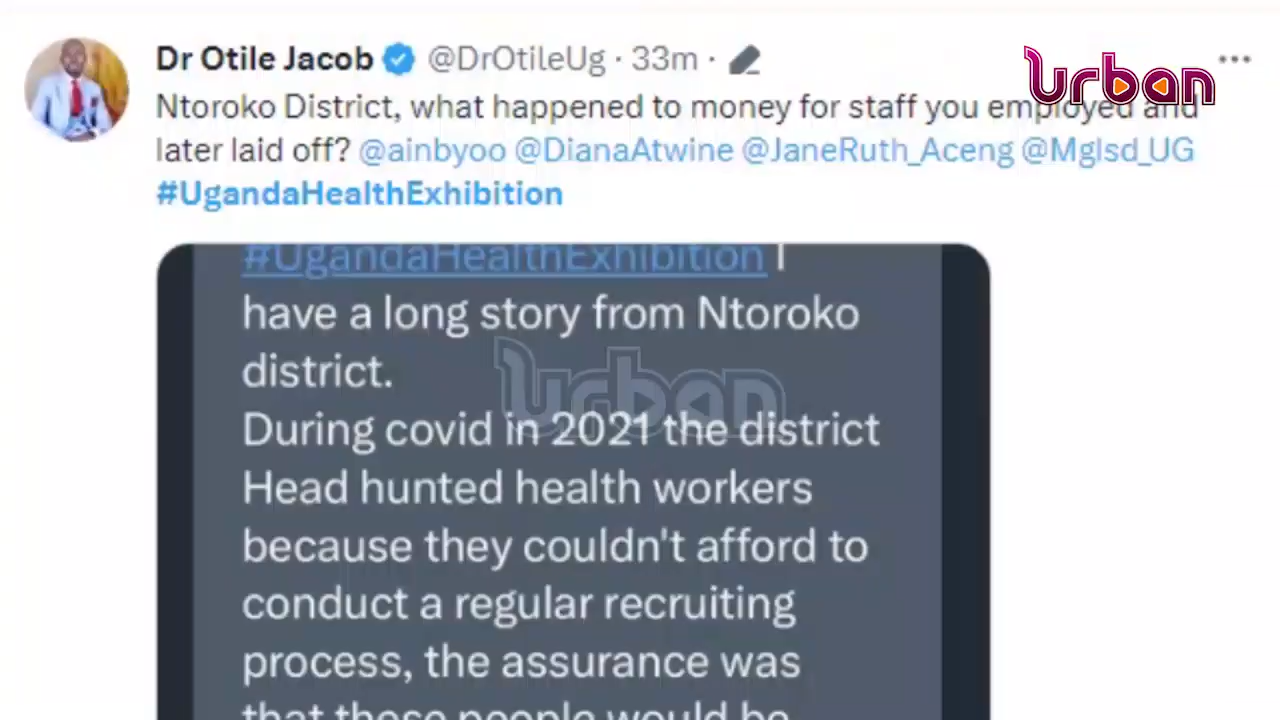 Dr Otile Jacob @DrOtileUg · 33m ·
urban
Ntoroko District, what happened to money for staff you employed and
later laid off? @ainbyoo @DianaAtwine @JaneRuth_Aceng @Mglsd_UG
#UgandaHealthExhibition
#UgandaHealthExhibition I
have a long story from Ntoroko
district.
urban
During covid in 2021 the district
Head hunted health workers
because they couldn't afford to
conduct a regular recruiting
process, the assurance was
that these people would be